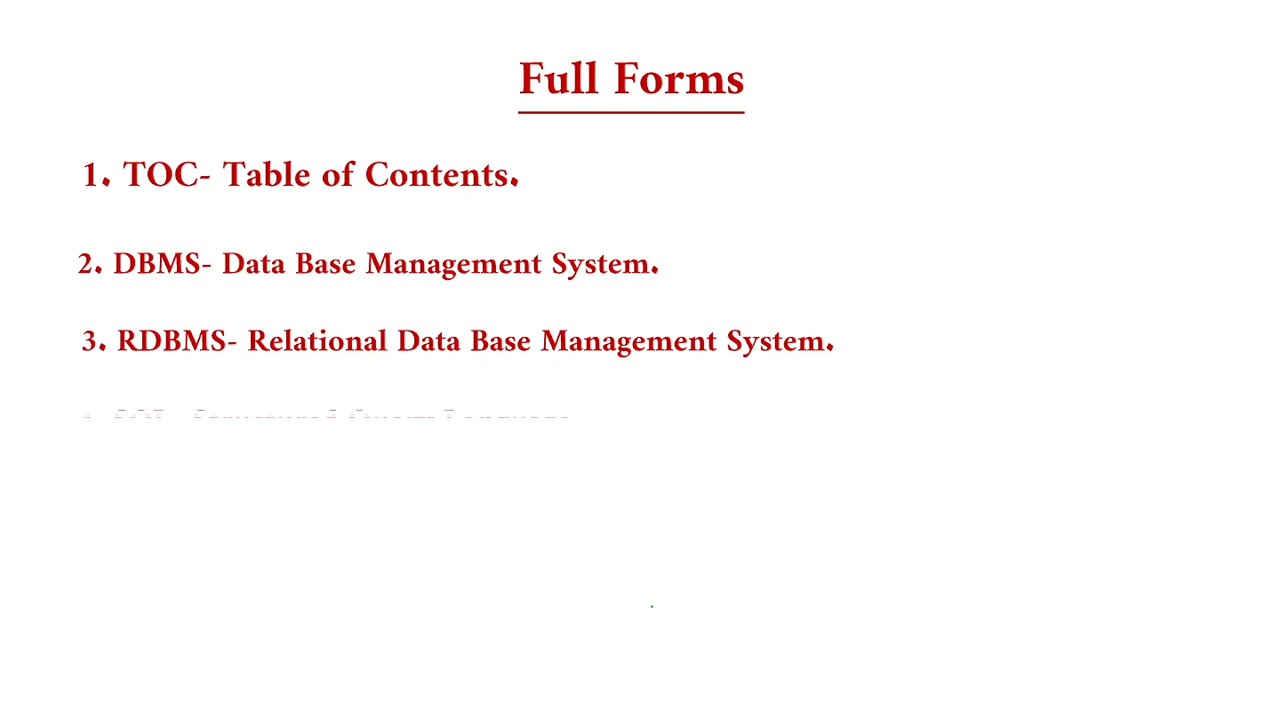 Full Forms
1. TOC- Table of Contents.
2. DBMS- Data Base Management System.
3. RDBMS- Relational Data Base Management System.